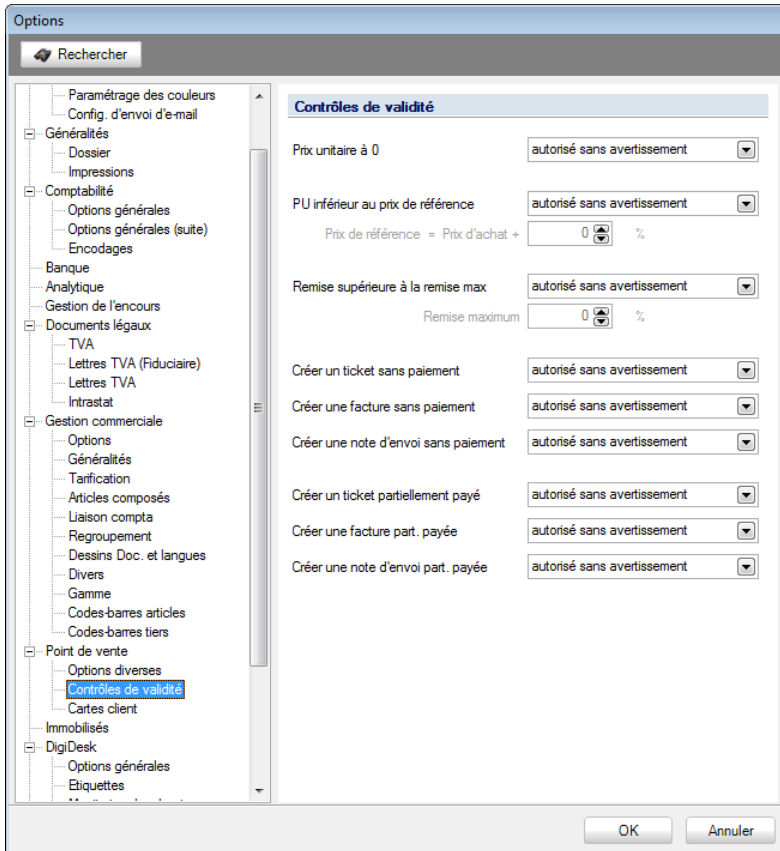 Options
Rechercher
Paramétrage des couleurs
Config. d'envoi d'e-mail
Généralités
Dossier
Impressions
Comptabilité
Options générales
Options générales (suite)
Encodages
Banque
Analytique
Gestion de l'encours
Documents légaux
TVA
Lettres TVA (Fiduciaire)
Lettres TVA
Intrastat
Gestion commerciale
Options
Généralités
Tarification
Articles composés
Liaison compta
Regroupement
Dessins Doc. et langues
Divers
Gamme
Codes-barres articles
Codes-barres tiers
Point de vente
Options diverses
Contrôles de validité
Cartes client
Immobilisés
DigiDesk
Options générales
Etiquettes
Contrôles de validité
Prix unitaire à 0 autorisé sans avertissement
PU inférieur au prix de référence autorisé sans avertissement
Prix de référence = Prix d'achat + 0 %
Remise supérieure à la remise max autorisé sans avertissement
Remise maximum 0 %
Créer un ticket sans paiement autorisé sans avertissement
Créer une facture sans paiement autorisé sans avertissement
Créer une note d'envoi sans paiement autorisé sans avertissement
Créer un ticket partiellement payé autorisé sans avertissement
Créer une facture part. payée autorisé sans avertissement
Créer une note d'envoi part. payée autorisé sans avertissement
OK Annuler